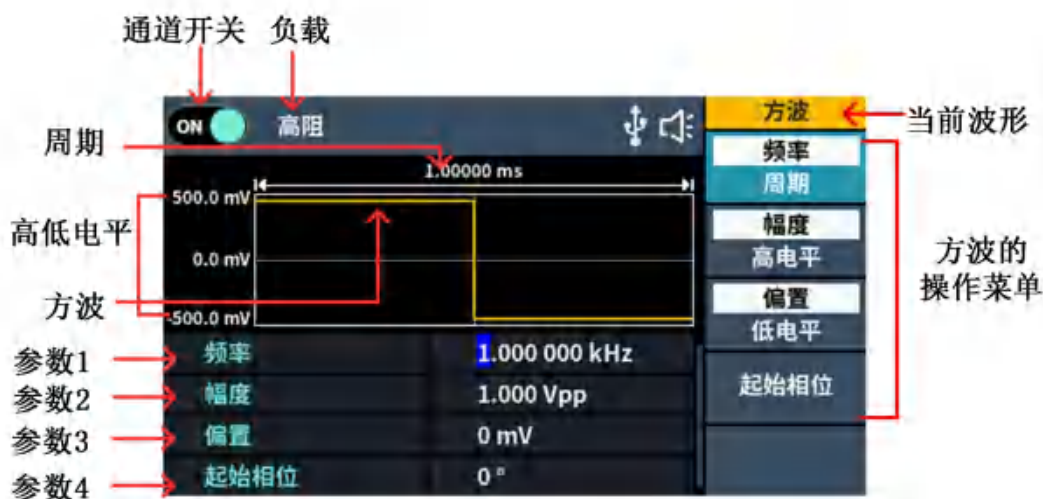 通道开关 负载
ON 高阻
方波
当前波形
周期
1.00000 ms
频率
周期
500.0 mV
高低电平
幅度
高电平
方波的
操作菜单
0.0 mV
偏置
低电平
方波
-500.0 mV
参数1
频率 1.000 000 kHz
起始相位
参数2
幅度 1.000 Vpp
参数3
偏置 0 mV
参数4
起始相位 0°